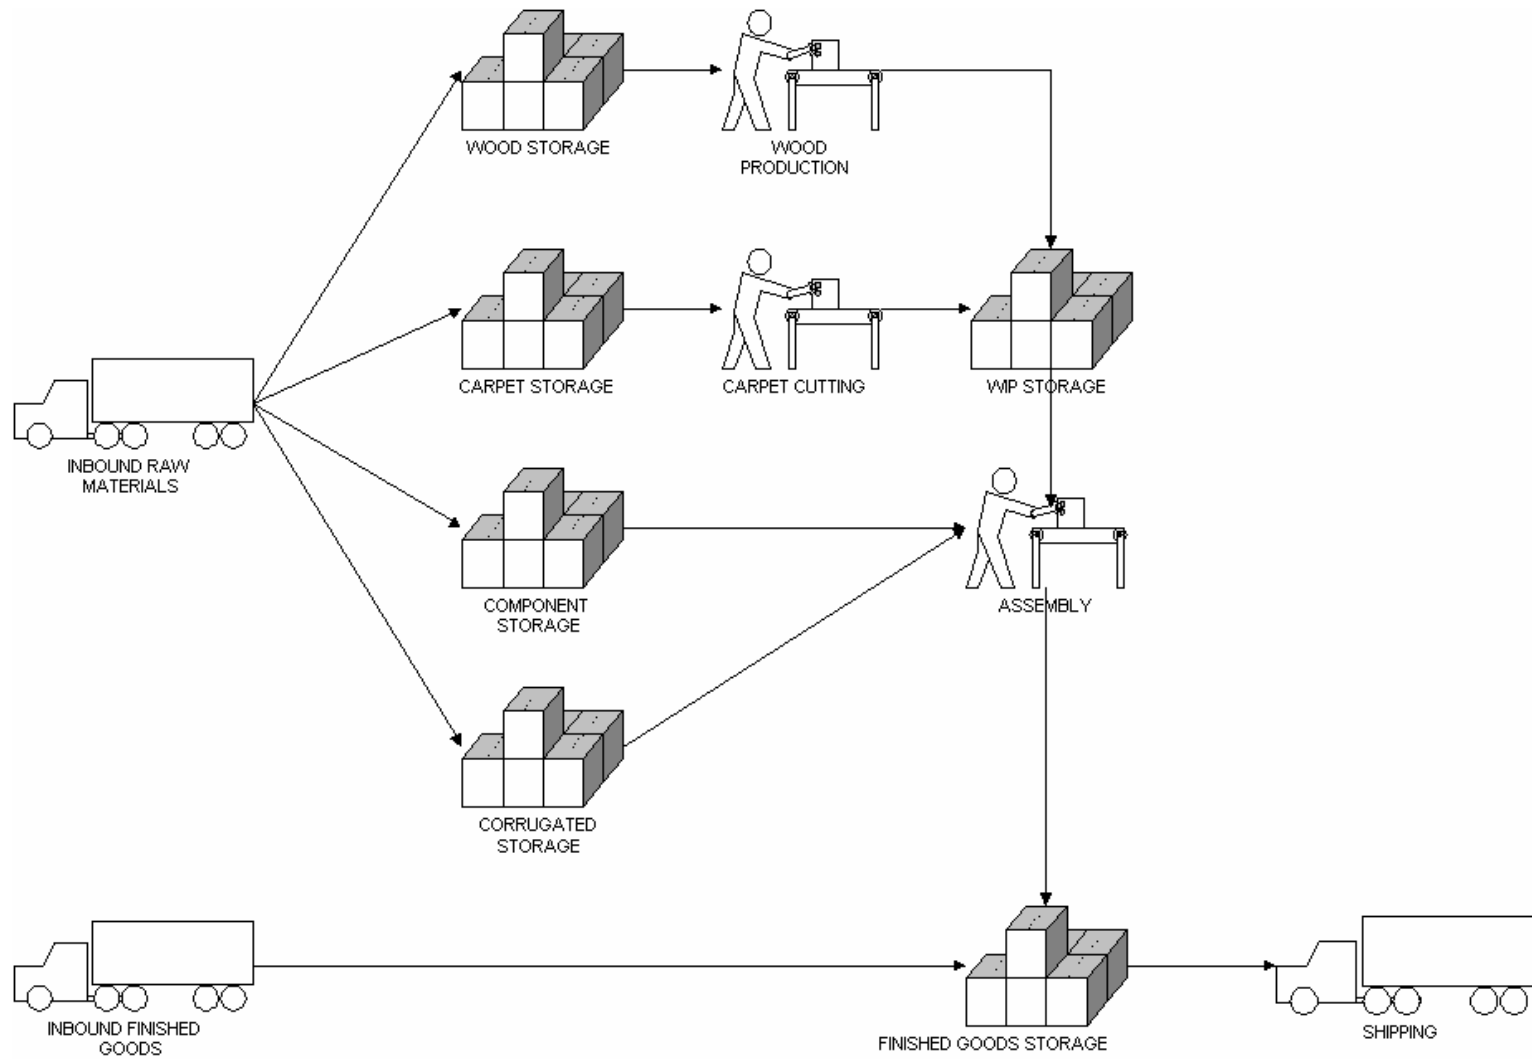 WOOD STORAGE
WOOD
PRODUCTION
CARPET STORAGE
CARPET CUTTING
WIP STORAGE
INBOUND RAW
MATERIALS
COMPONENT
STORAGE
ASSEMBLY
CORRUGATED
STORAGE
INBOUND FINISHED
GOODS
FINISHED GOODS STORAGE
SHIPPING